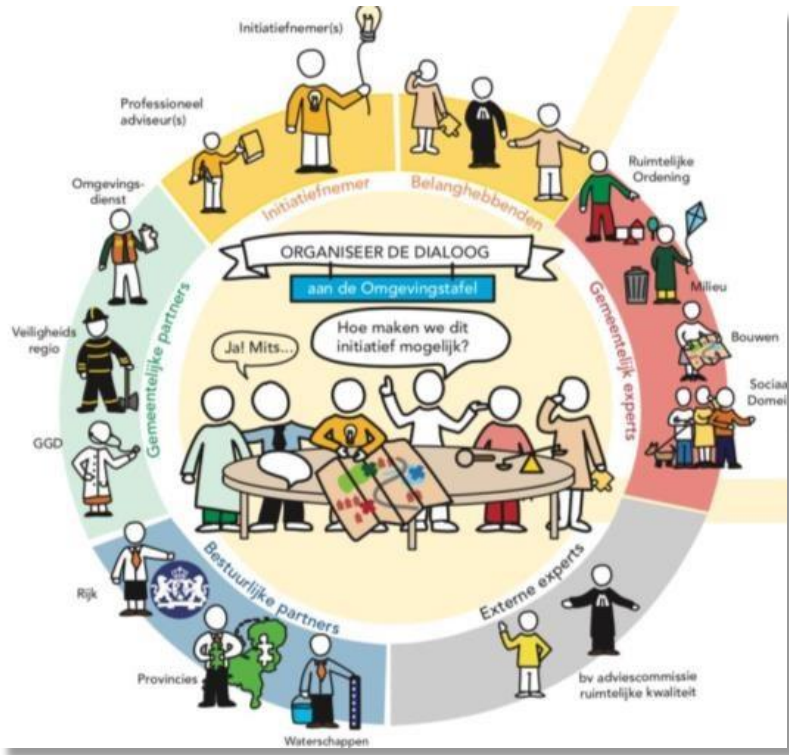 Initiatiefnemer(s)
Professioneel
adviseur(s)
Omgevings-
dienst
Veiligheids
regio
GGD
Rijk
Provincies
Waterschappen
bv adviescommissie
ruimtelijke kwaliteit
Ruimtelijke
Ordening
Milieu
Bouwen
Sociaa
Domei
Initiatiefnemer
Belanghebbenden
Gemeentelijk experts
Externe experts
Bestuurlijke partners
Gemeentelijke partners
ORGANISEER DE DIALOOG
aan de Omgevingstafel
Ja! Mits...
Hoe maken we dit
initiatief mogelijk?